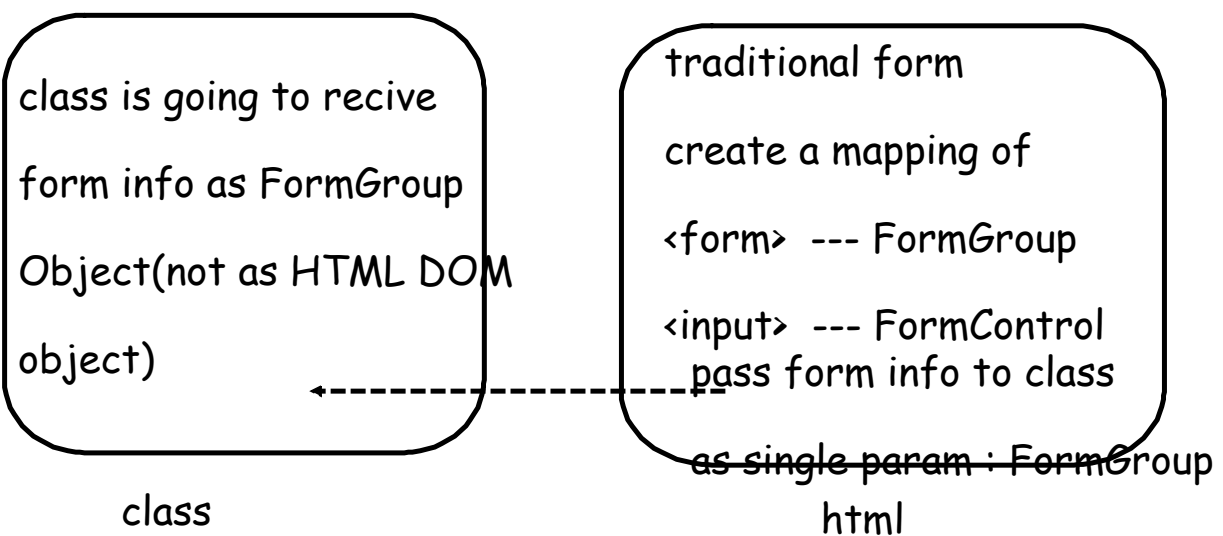 class is going to recive
form info as FormGroup
Object(not as HTML DOM
object)
class
traditional form
create a mapping of
<form> --- FormGroup
<input> --- FormControl
pass form info to class
as single param : FormGroup
html